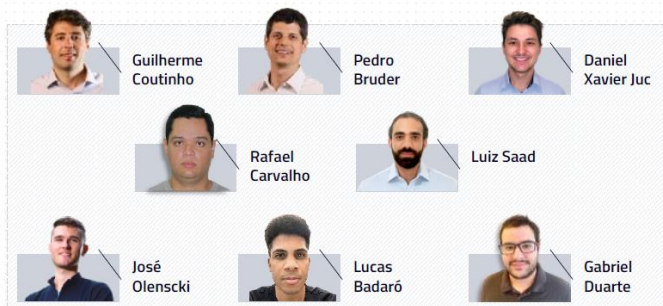 Guilherme
Coutinho
Pedro
Bruder
Daniel
Xavier Juc
Rafael
Carvalho
Luiz Saad
José
Olenscki
Lucas
Badaró
Gabriel
Duarte